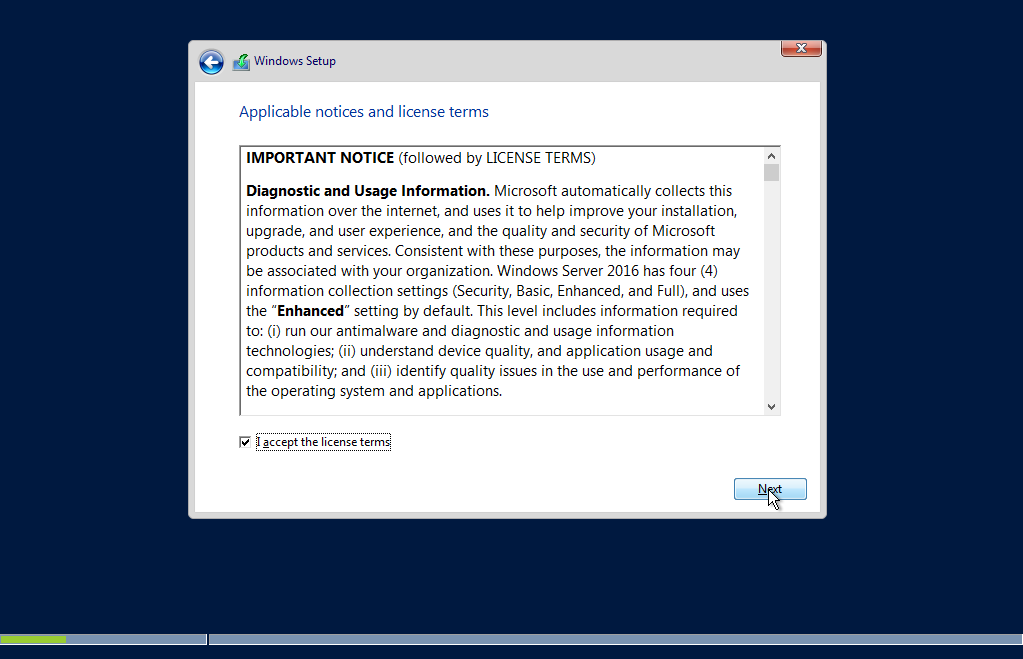 Windows Setup
Applicable notices and license terms
IMPORTANT NOTICE (followed by LICENSE TERMS)
Diagnostic and Usage Information. Microsoft automatically collects this
information over the internet, and uses it to help improve your installation,
upgrade, and user experience, and the quality and security of Microsoft
products and services. Consistent with these purposes, the information may
be associated with your organization. Windows Server 2016 has four (4)
information collection settings (Security, Basic, Enhanced, and Full), and uses
the “Enhanced” setting by default. This level includes information required
to: (i) run our antimalware and diagnostic and usage information
technologies; (ii) understand device quality, and application usage and
compatibility; and (iii) identify quality issues in the use and performance of
the operating system and applications.
I accept the license terms
Next